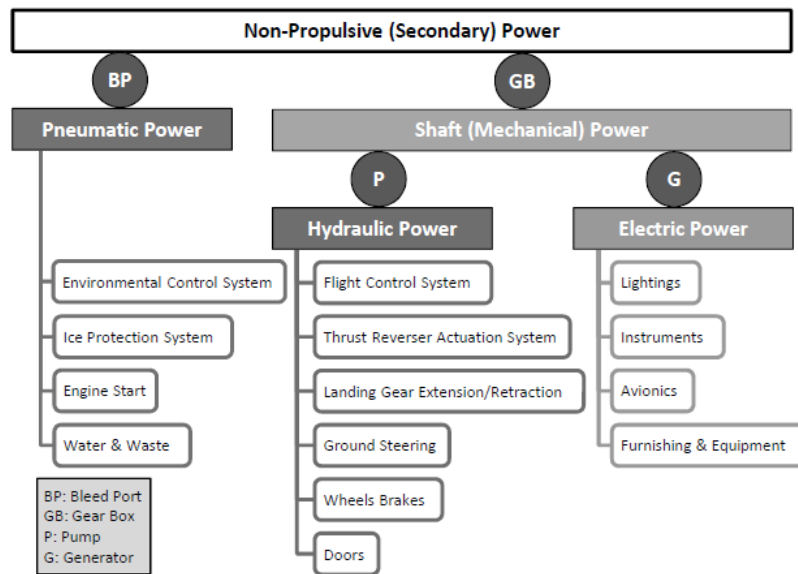 Non-Propulsive (Secondary) Power
BP
GB
Pneumatic Power
Shaft (Mechanical) Power
P
G
Hydraulic Power
Electric Power
Environmental Control System
Flight Control System
Lightings
Ice Protection System
Thrust Reverser Actuation System
Instruments
Engine Start
Landing Gear Extension/Retraction
Avionics
Water & Waste
Ground Steering
Furnishing & Equipment
Wheels Brakes
Doors
BP: Bleed Port
GB: Gear Box
P: Pump
G: Generator